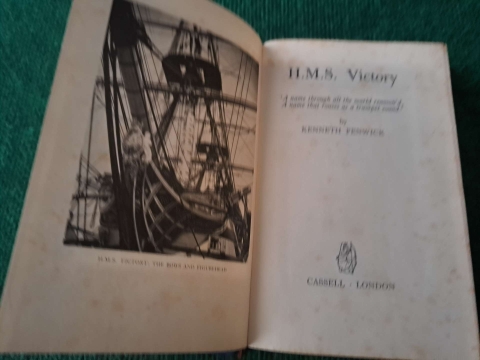 H.M.S. VICTORY: THE BOWS AND FIGUREHEAD
H.M.S. Victory
'A name through all the world renown'd,
A name that rouses as a trumpet sound.'
by
KENNETH FENWICK
CASSELL · LONDON